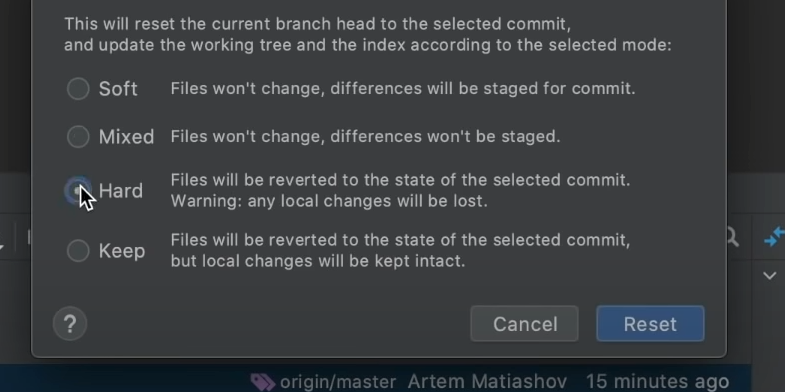 This will reset the current branch head to the selected commit,
and update the working tree and the index according to the selected mode:
Soft Files won't change, differences will be staged for commit.
Mixed Files won't change, differences won't be staged.
Hard Files will be reverted to the state of the selected commit.
Warning: any local changes will be lost.
Keep Files will be reverted to the state of the selected commit,
but local changes will be kept intact.
? Cancel Reset
origin/master Artem Matiashov 15 minutes ago